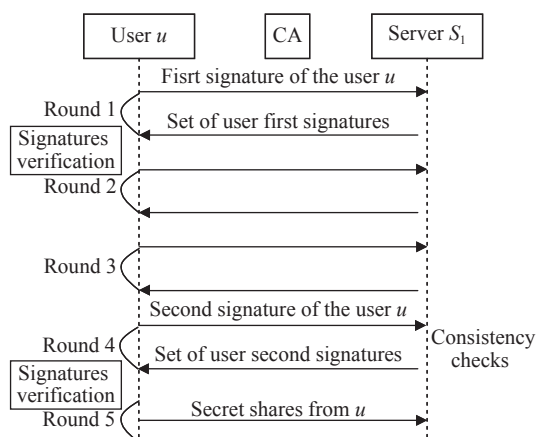 User u
CA
Server S1
Fisrt signature of the user u
Round 1
Set of user first signatures
Signatures
verification
Round 2
Round 3
Second signature of the user u
Consistency
checks
Round 4
Set of user second signatures
Signatures
verification
Round 5
Secret shares from u